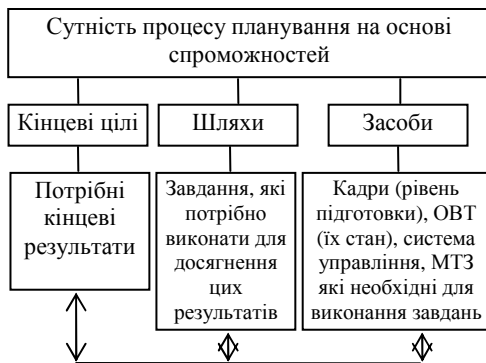 Сутність процесу планування на основі
спроможностей
Кінцеві цілі
Шляхи
Засоби
Потрібні
кінцеві
результати
Завдання, які
потрібно
виконати для
досягнення
цих
результатів
Кадри (рівень
підготовки), ОВТ
(їх стан), система
управління, МТЗ
які необхідні для
виконання завдань